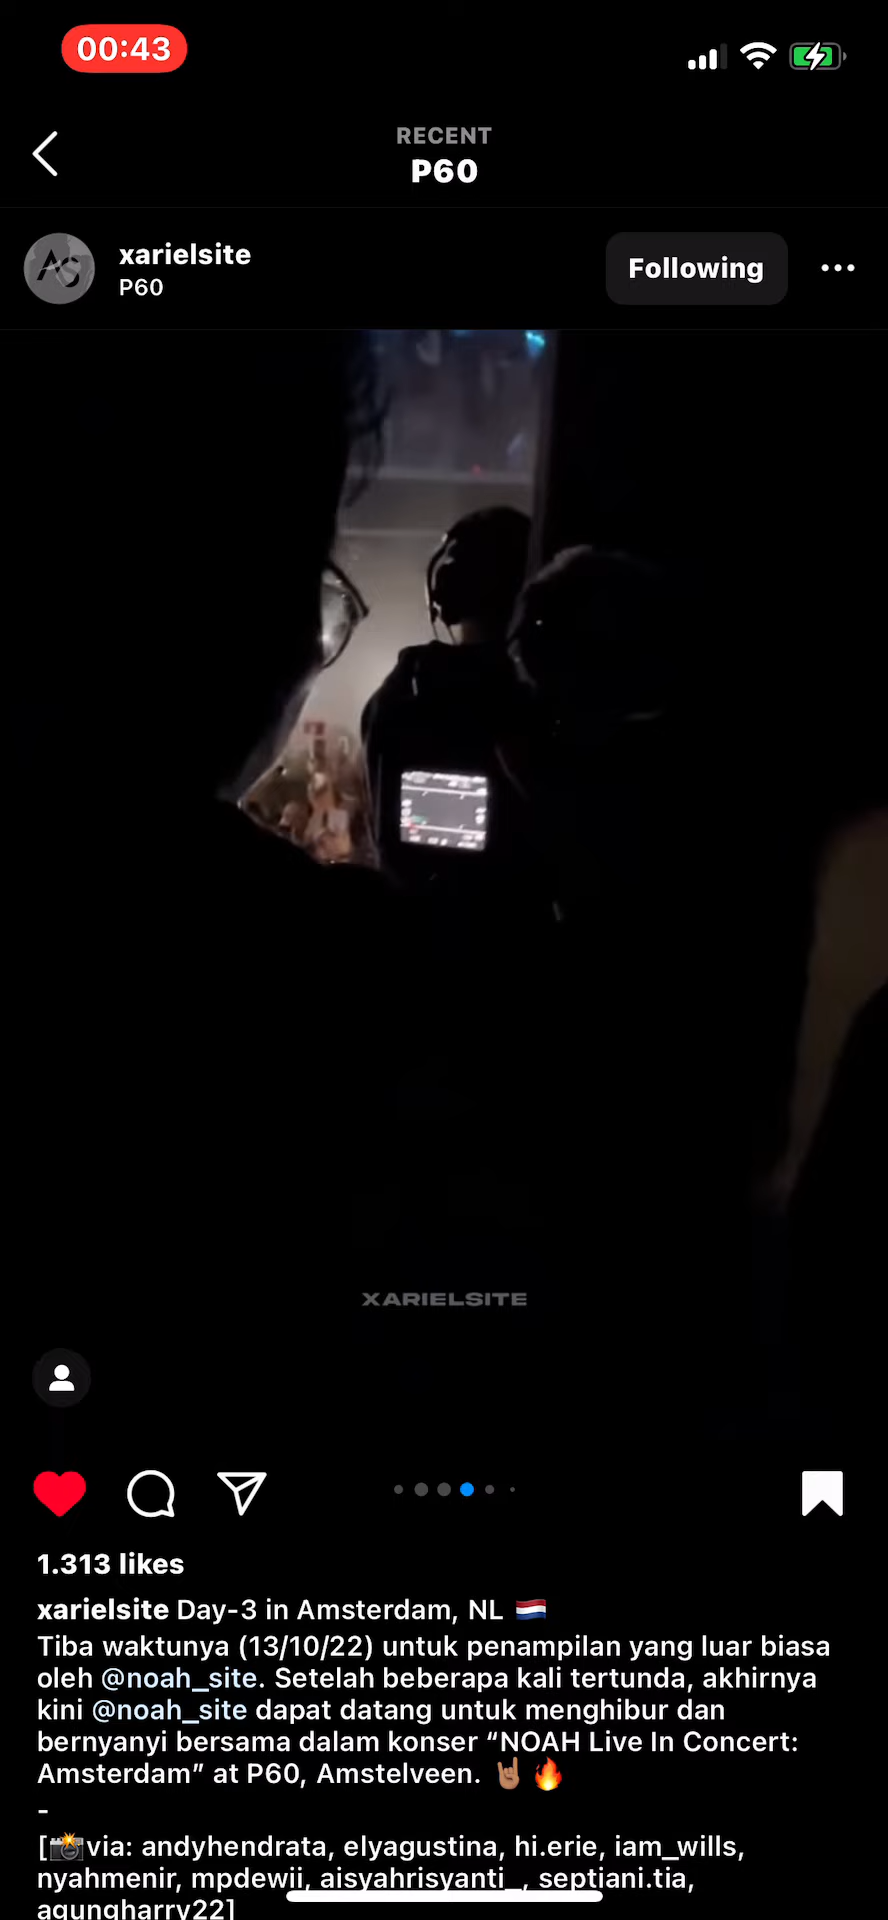 00:43
RECENT
P60
AS
xarielsite
P60
Following
XARIELSITE
1.313 likes
xarielsite Day-3 in Amsterdam, NL 🇳🇱
Tiba waktunya (13/10/22) untuk penampilan yang luar biasa
oleh @noah_site. Setelah beberapa kali tertunda, akhirnya
kini @noah_site dapat datang untuk menghibur dan
bernyanyi bersama dalam konser “NOAH Live In Concert:
Amsterdam” at P60, Amstelveen. 🤘🏽🔥
-
[📸via: andyhendrata, elyagustina, hi.erie, iam_wills,
nyahmenir, mpdewii, aisyahrisyanti_, septiani.tia,
agungharry22]